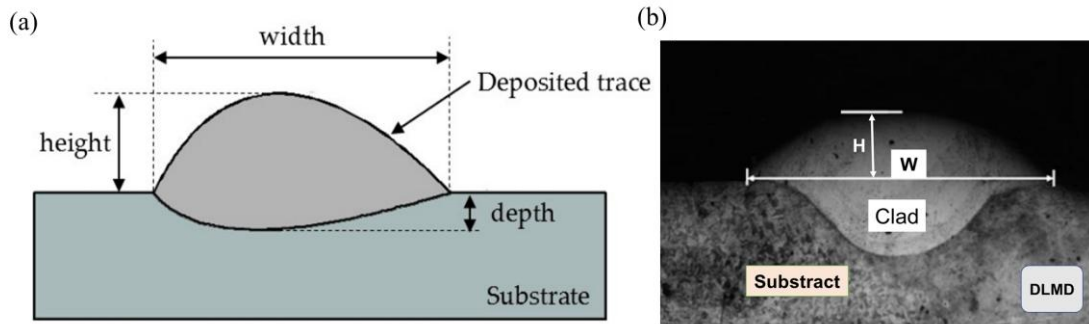 (a)
width
Deposited trace
height
depth
Substrate
(b)
H
W
Clad
Substract
DLMD